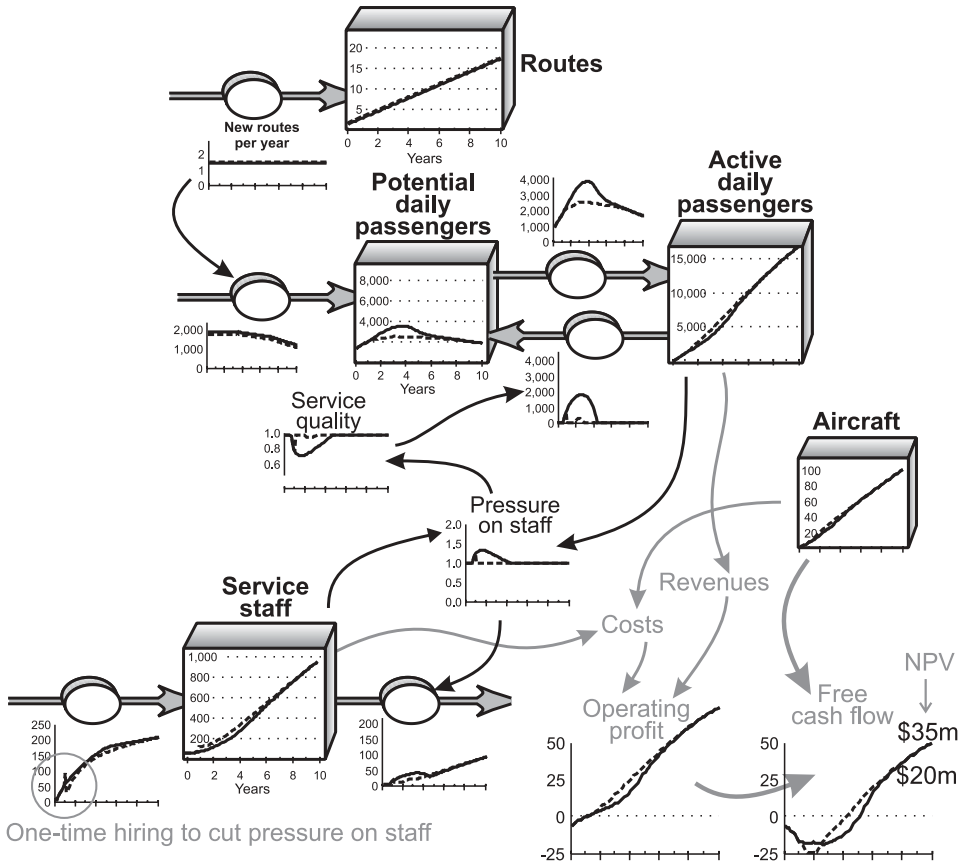 20
15
10
5
0 2 4 6 8 10
Years
Routes
New routes
per year
2
1
0
Potential
daily
passengers
4,000
3,000
2,000
1,000
0
Active
daily
passengers
8,000
6,000
4,000
0 2 4 6 8 10
Years
15,000
10,000
5,000
2,000
1,000
0
4,000
3,000
2,000
1,000
0
Service
quality
1.0
0.8
0.6
Aircraft
100
80
60
40
20
Pressure
on staff
2.0
1.5
1.0
0.5
0.0
Revenues
Costs
Service
staff
1,000
800
600
400
200
0 2 4 6 8 10
Years
250
200
150
100
50
0
200
150
100
50
0
Operating
profit
50
25
0
-25
Free
cash flow
NPV
$35m
$20m
50
25
0
-25
One-time hiring to cut pressure on staff